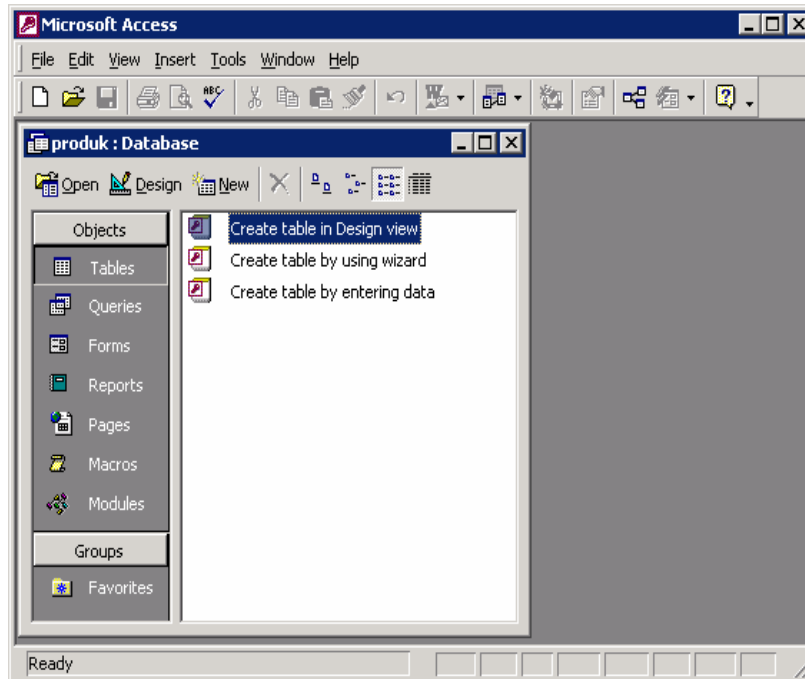 Microsoft Access
File Edit View Insert Tools Window Help
ABC
produk : Database
Open Design New
Objects
Tables
Queries
Forms
Reports
Pages
Macros
Modules
Groups
Favorites
Create table in Design view
Create table by using wizard
Create table by entering data
Ready